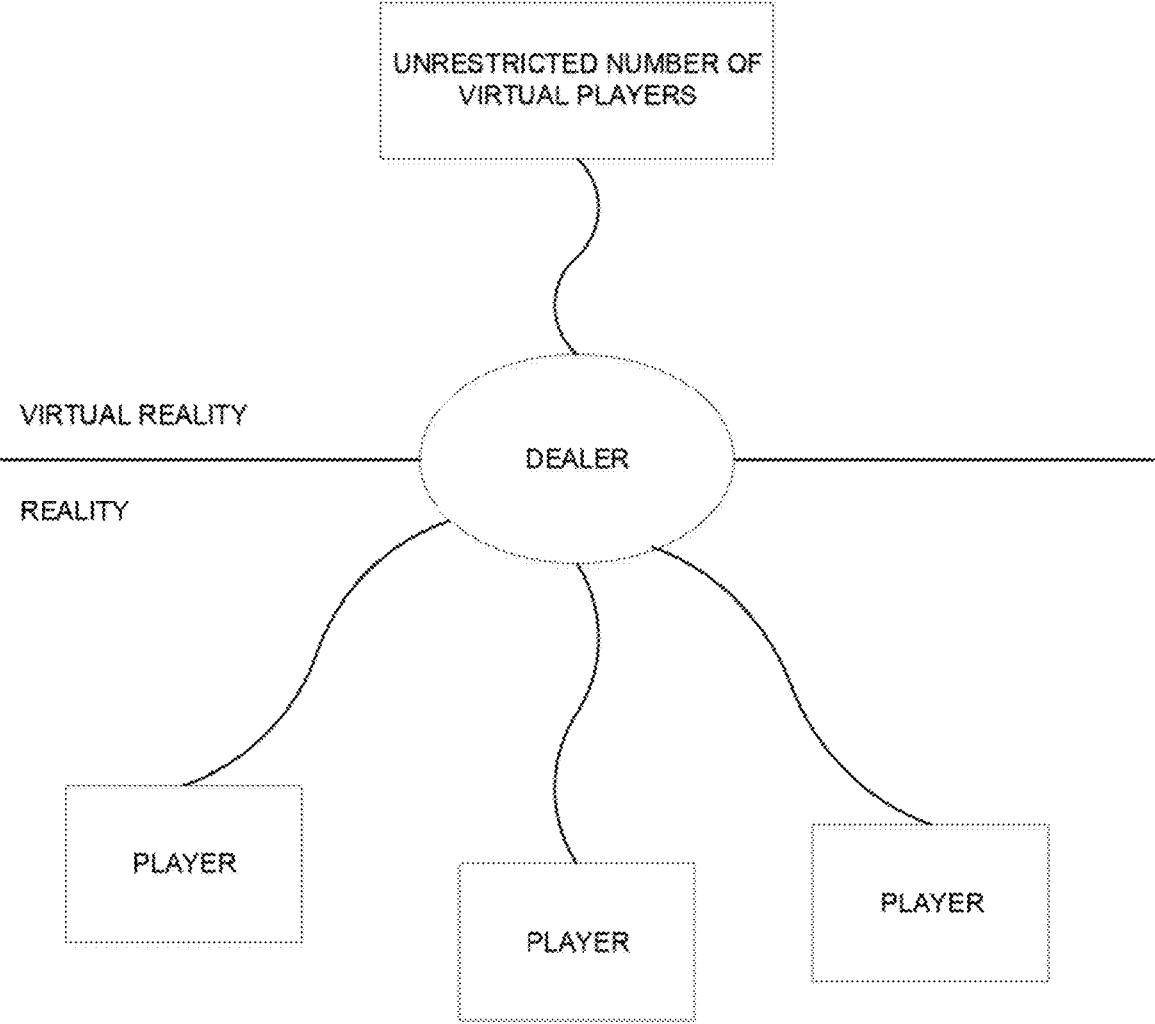 UNRESTRICTED NUMBER OF
VIRTUAL PLAYERS
VIRTUAL REALITY
DEALER
REALITY
PLAYER
PLAYER
PLAYER